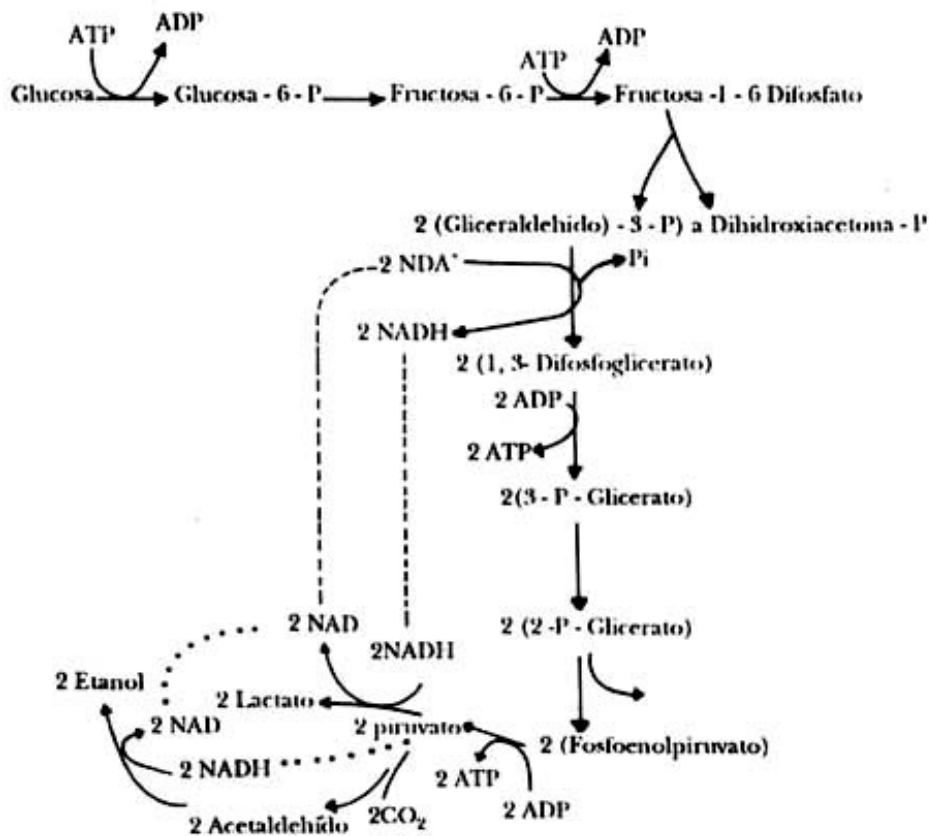 ATP ADP ATP ADP
Glucosa Glucosa - 6 - P Fructosa - 6 - P Fructosa -1 - 6 Difosfato
2 (Gliceraldehido) - 3 - P) a Dihidroxiacetona - P
2 NDA⁺ Pi
2 NADH
2 (1, 3- Difosfoglicerato)
2 ADP
2 ATP
2(3 - P - Glicerato)
2 NAD 2 (2 -P - Glicerato)
2NADH
2 Etanol 2 Lactato
2 NAD 2 piruvato 2 (Fosfoenolpiruvato)
2 NADH 2 ATP
2 Acetaldehído 2CO₂ 2 ADP